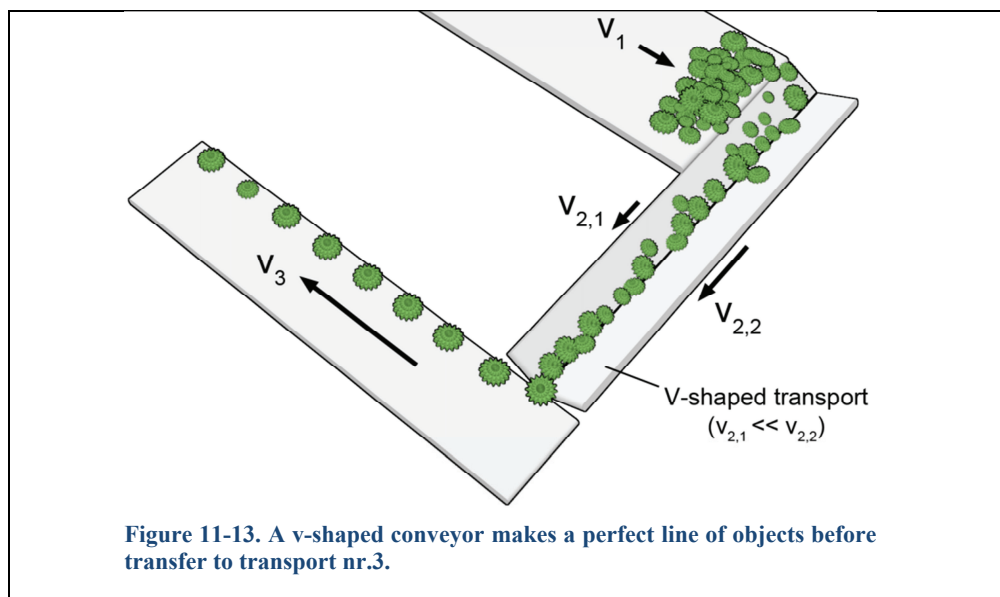 V1
V2,1
V3
V2,2
V-shaped transport
(v2,1 << v2,2)
Figure 11-13. A v-shaped conveyor makes a perfect line of objects before
transfer to transport nr.3.